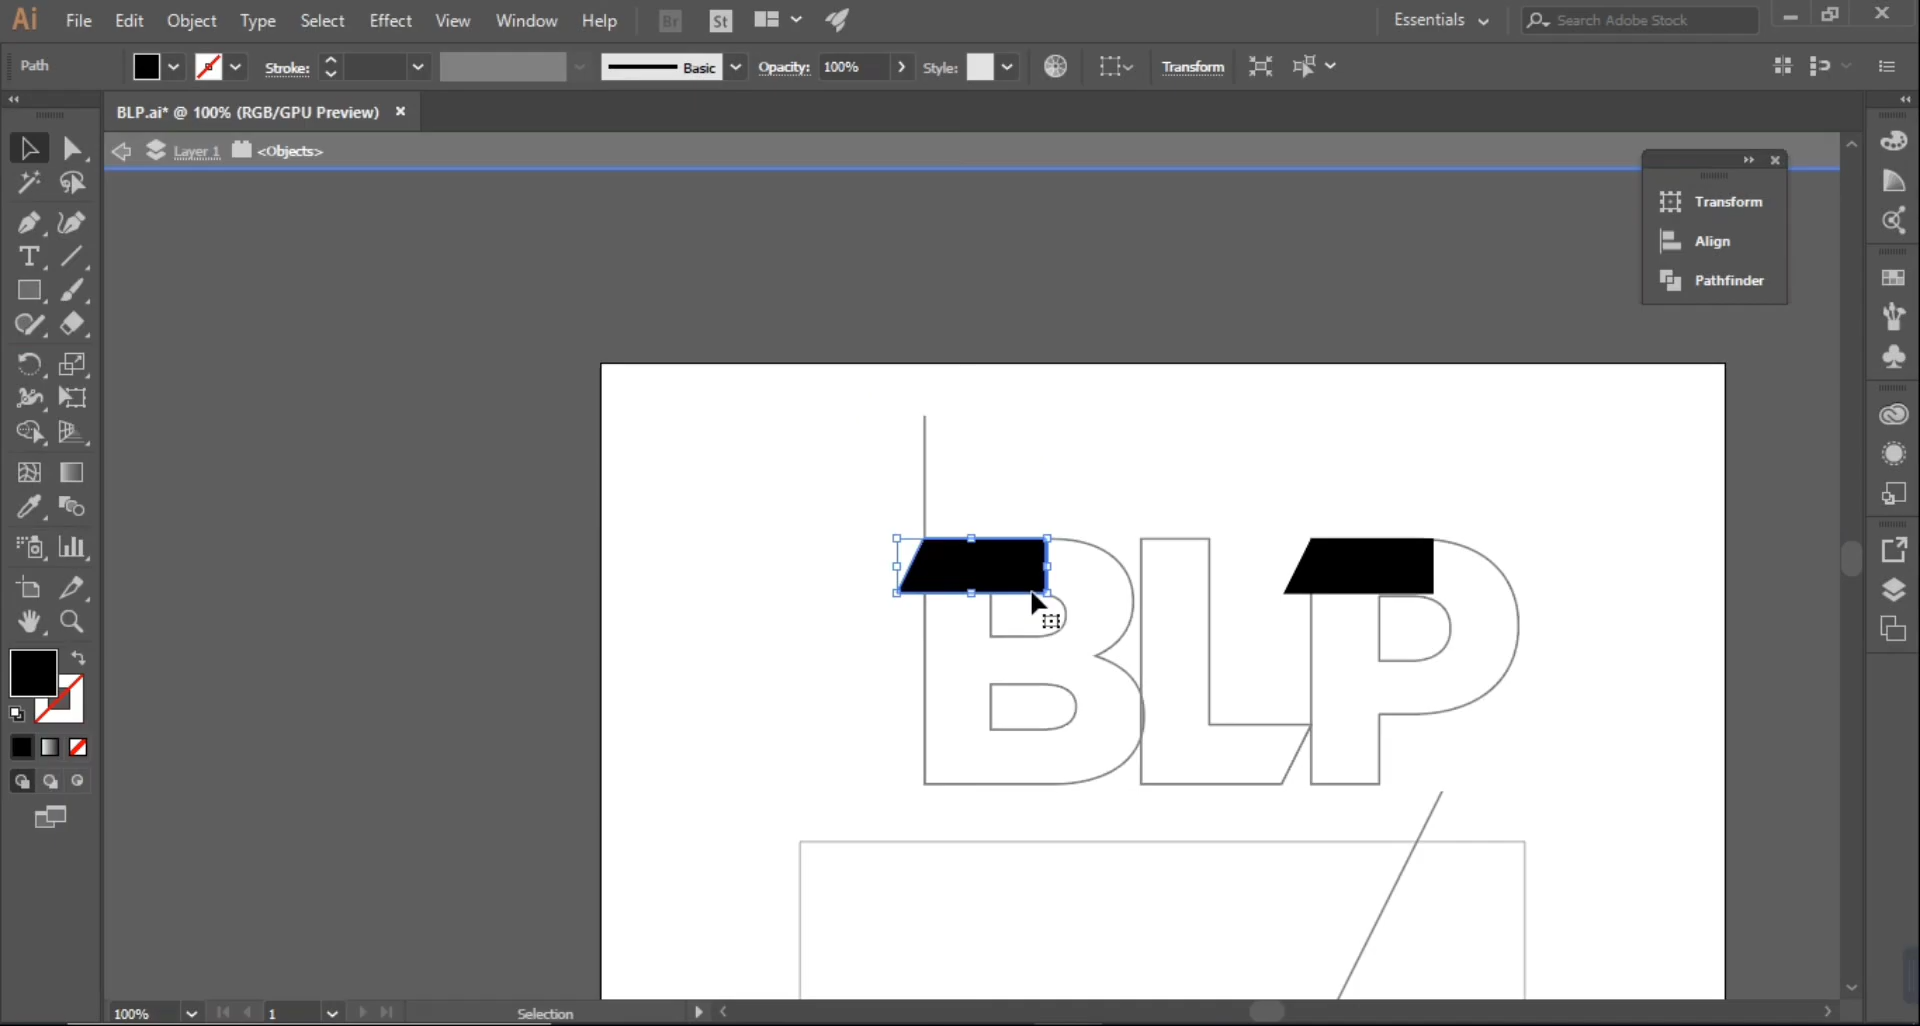 Ai File Edit Object Type Select Effect View Window Help Br St Essentials Search Adobe Stock
Path Stroke: Basic Opacity: 100% Style: Transform
BLP.ai* @ 100% (RGB/GPU Preview)
Layer 1 <Objects>
Transform
Align
Pathfinder
BLP
100% 1 Selection